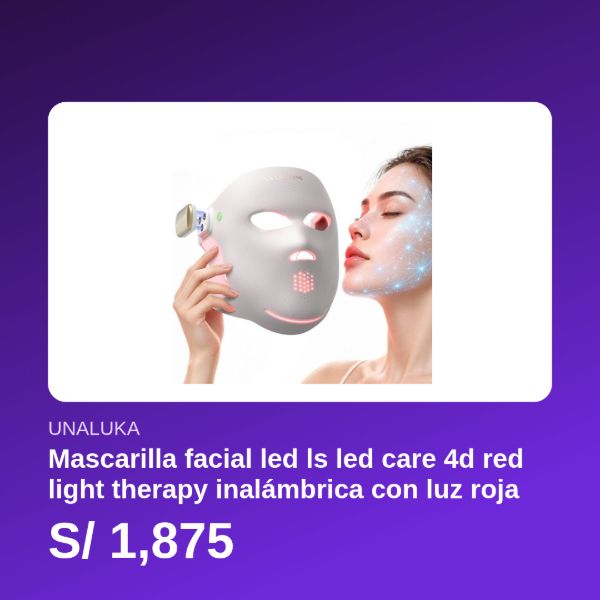 UNALUKA
Mascarilla facial led ls led care 4d red
light therapy inalámbrica con luz roja
S/ 1,875